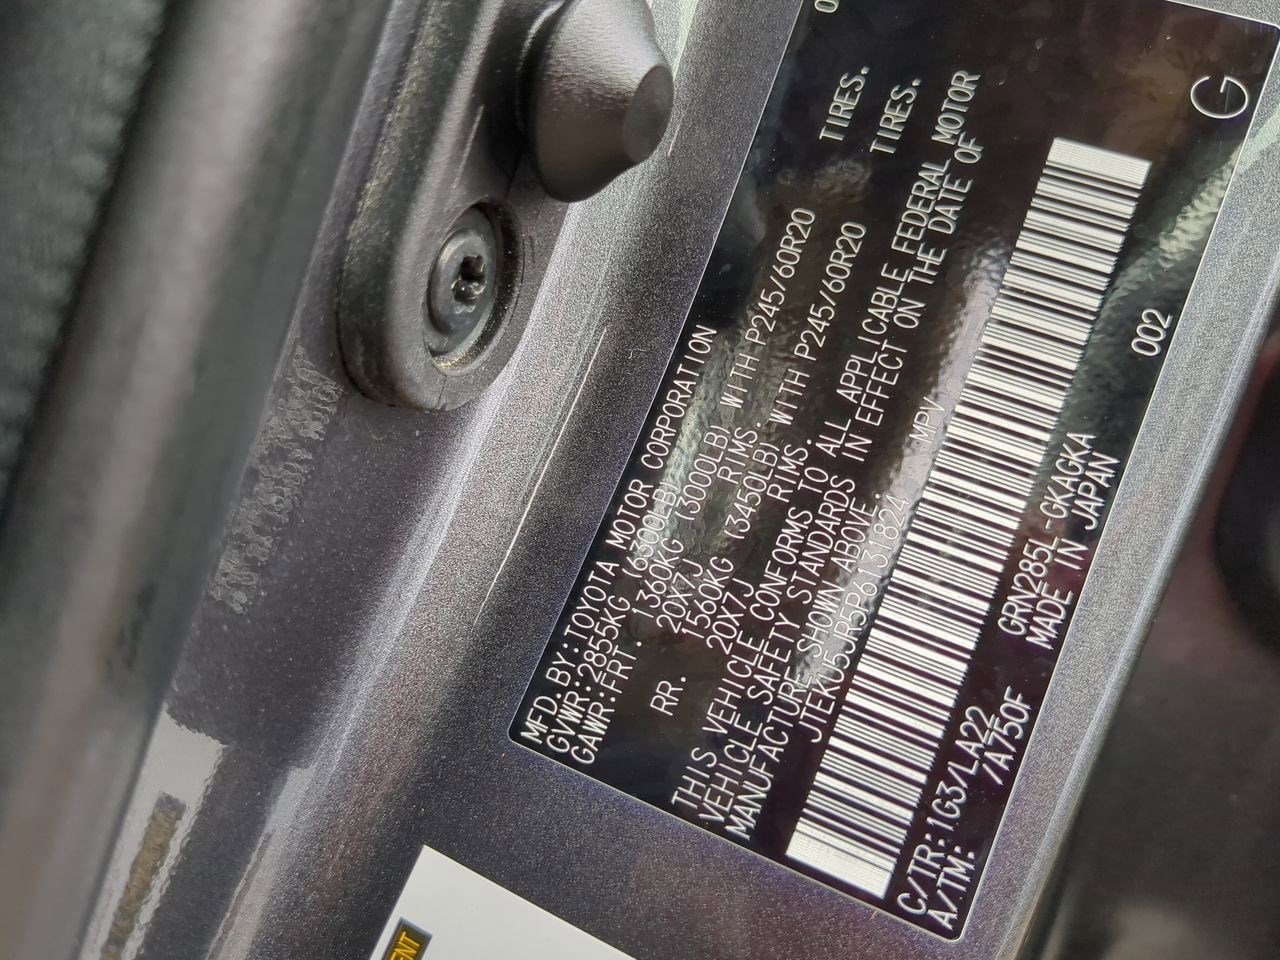 MFD.BY:TOYOTA MOTOR CORPORATION 0
GVWR:2855KG (6300LB)
GAWR:FRT. 1360KG (3000LB) WITH P245/60R20 TIRES.
20X7J RIMS.
RR. 1560KG (3450LB) WITH P245/60R20 TIRES.
20X7J RIMS.
THIS VEHICLE CONFORMS TO ALL APPLICABLE FEDERAL MOTOR
VEHICLE SAFETY STANDARDS IN EFFECT ON THE DATE OF
MANUFACTURE SHOWN ABOVE.
JTEKU5JR5P6131824 MPV
C/TR:1G3/LA22 GRN285L-GKAGKA 002 G
A/TM: /A750F MADE IN JAPAN
ENT